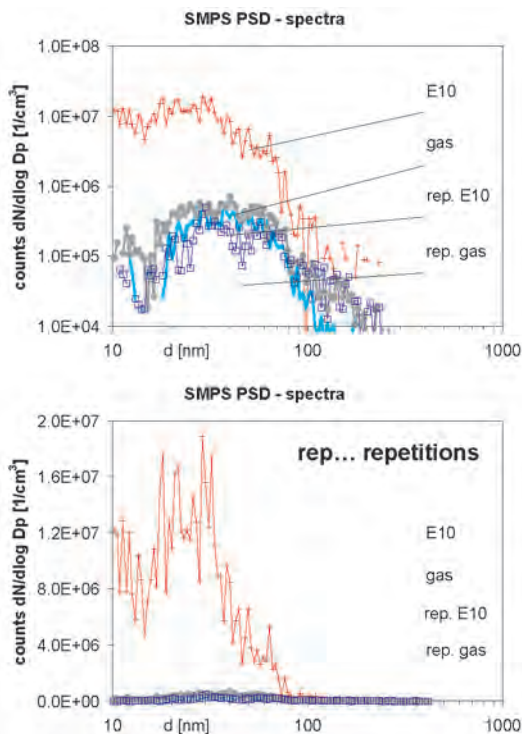 SMPS PSD - spectra
counts dN/dlog Dp [1/cm³]
1.0E+08
1.0E+07
1.0E+06
1.0E+05
1.0E+04
E10
gas
rep. E10
rep. gas
10 d [nm] 100 1000
SMPS PSD - spectra
counts dN/dlog Dp [1/cm³]
2.0E+07
1.6E+07
1.2E+07
8.0E+06
4.0E+06
0.0E+00
rep... repetitions
E10
gas
rep. E10
rep. gas
10 d [nm] 100 1000